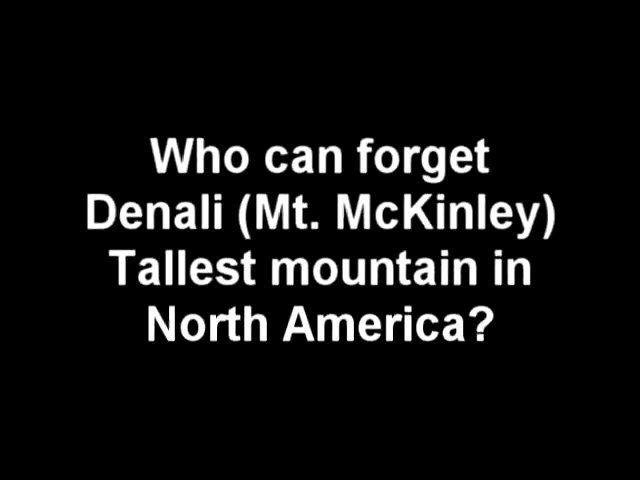 Who can forget
Denali (Mt. McKinley)
Tallest mountain in
North America?